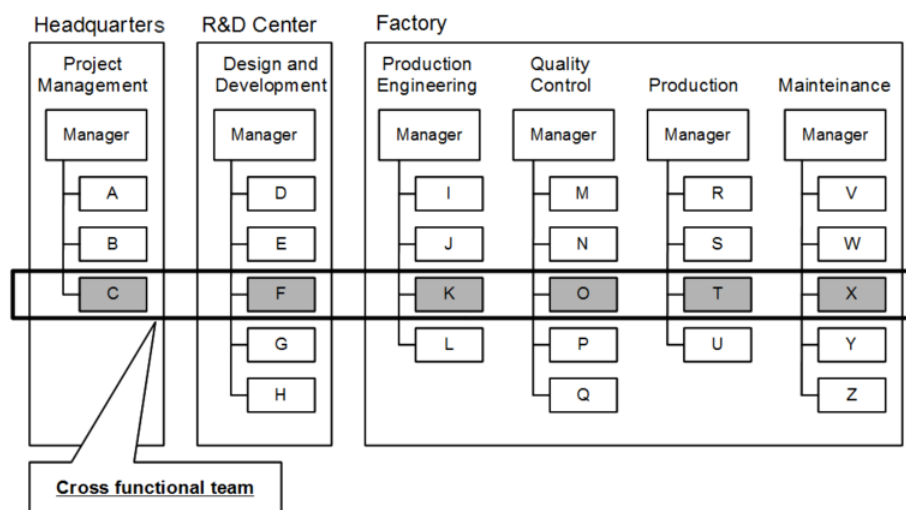 Headquarters
R&D Center
Factory
Project
Management
Design and
Development
Production
Engineering
Quality
Control
Production
Mainteinance
Manager
Manager
Manager
Manager
Manager
Manager
A
D
I
M
R
V
B
E
J
N
S
W
C
F
K
O
T
X
G
L
P
U
Y
H
Q
Z
Cross functional team